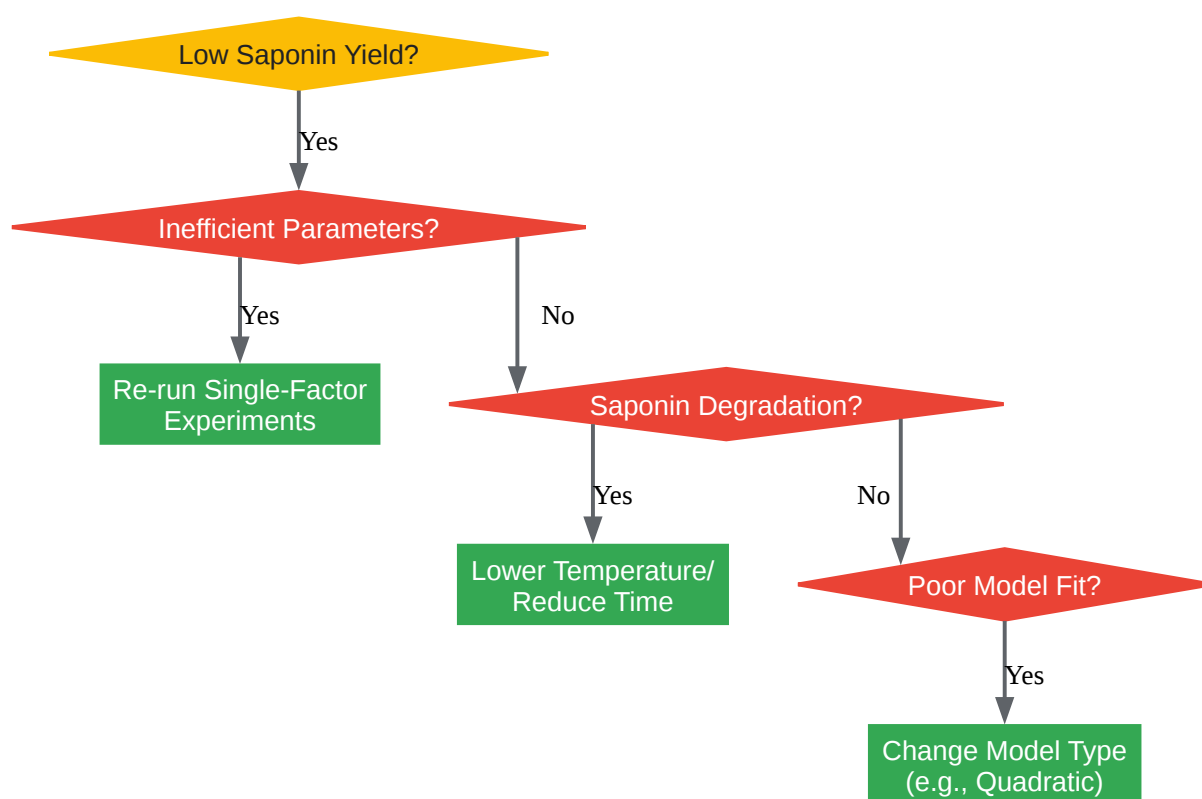 Low Saponin Yield?
Yes
Inefficient Parameters?
Yes
No
Re-run Single-Factor
Experiments
Saponin Degradation?
Yes
No
Lower Temperature/
Reduce Time
Poor Model Fit?
Yes
Change Model Type
(e.g., Quadratic)